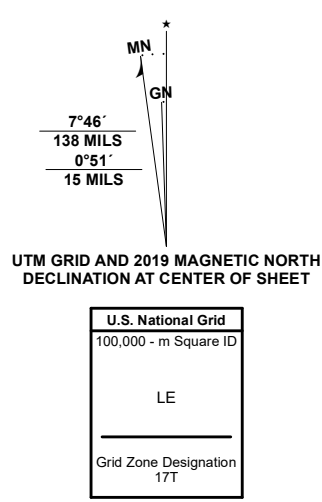 MN
GN
7°46´
138 MILS
0°51´
15 MILS
UTM GRID AND 2019 MAGNETIC NORTH
DECLINATION AT CENTER OF SHEET
U.S. National Grid
100,000 - m Square ID
LE
Grid Zone Designation
17T